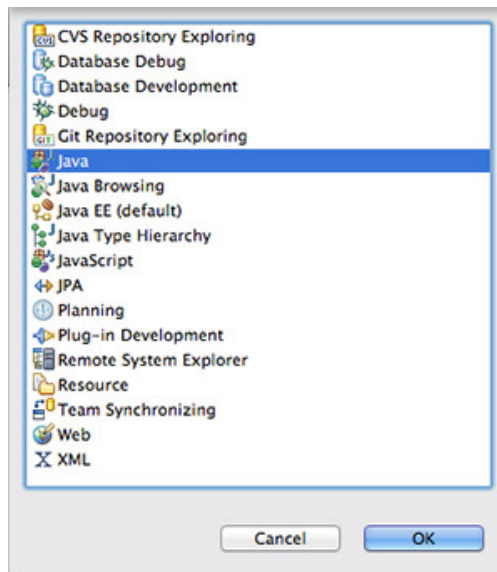 CVS Repository Exploring
Database Debug
Database Development
Debug
Git Repository Exploring
Java
Java Browsing
Java EE (default)
Java Type Hierarchy
JavaScript
JPA
Planning
Plug-in Development
Remote System Explorer
Resource
Team Synchronizing
Web
XML
Cancel OK